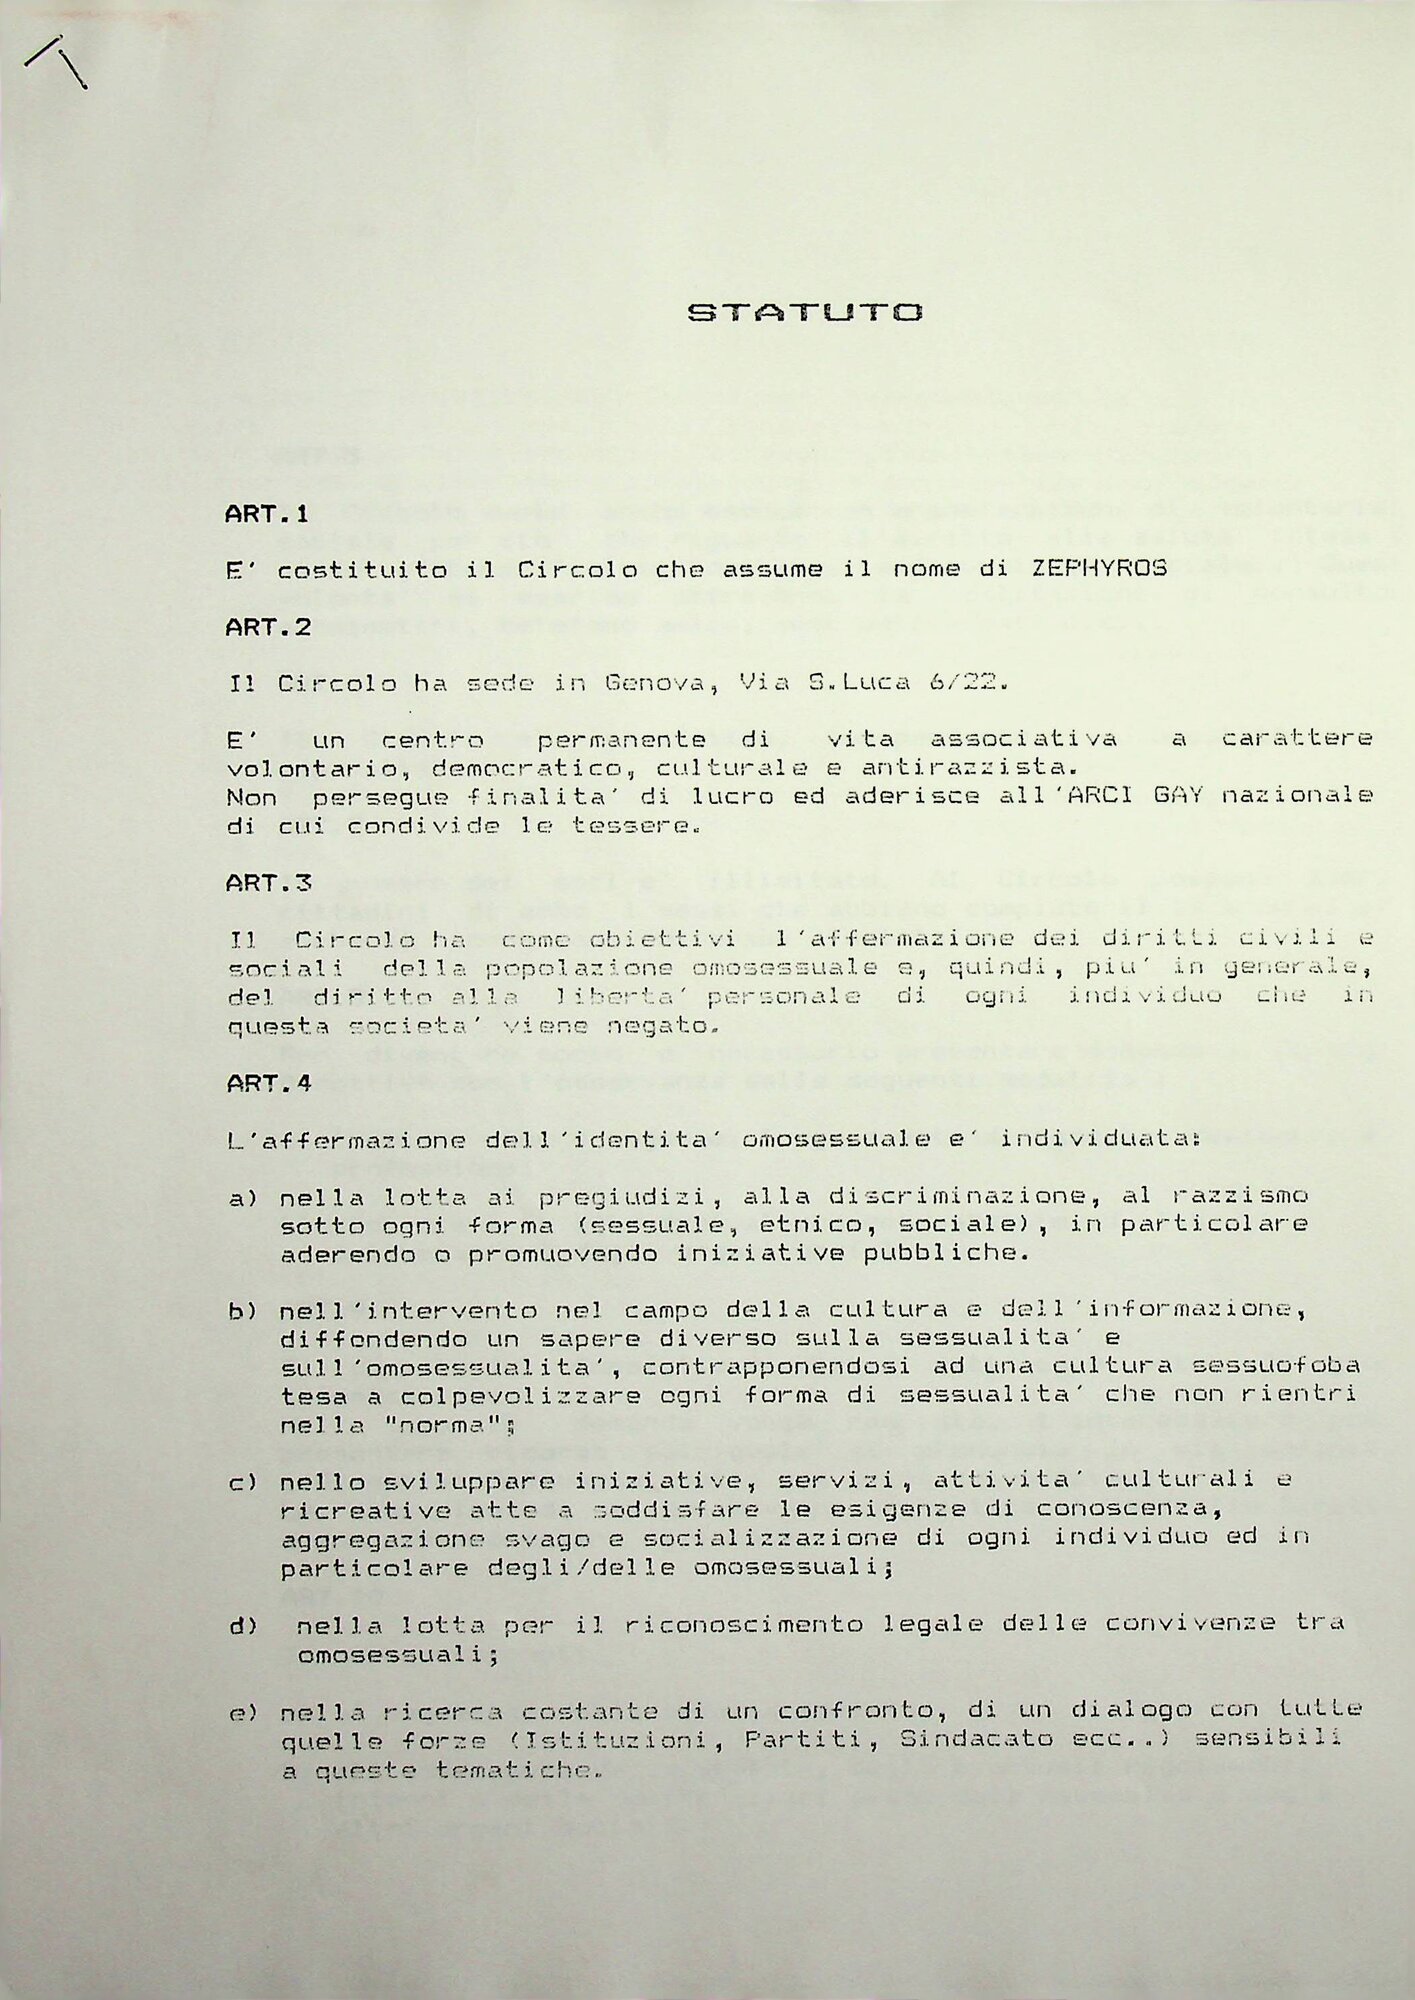 STATUTO
ART.1
E' costituito il Circolo che assume il nome di ZEPHYROS
ART.2
Il Circolo ha sede in Genova, Via S.Luca 6/22.
E' un centro permanente di vita associativa a carattere
volontario, democratico, culturale e antirazzista.
Non persegue finalita' di lucro ed aderisce all'ARCI GAY nazionale
di cui condivide le tessere.
ART.3
Il Circolo ha come obiettivi l'affermazione dei diritti civili e
sociali della popolazione omosessuale e, quindi, piu' in generale,
del diritto alla liberta' personale di ogni individuo che in
questa societa' viene negato.
ART.4
L'affermazione dell'identita' omosessuale e' individuata:
a) nella lotta ai pregiudizi, alla discriminazione, al razzismo
sotto ogni forma (sessuale, etnico, sociale), in particolare
aderendo o promuovendo iniziative pubbliche.
b) nell'intervento nel campo della cultura e dell'informazione,
diffondendo un sapere diverso sulla sessualita' e
sull'omosessualita', contrapponendosi ad una cultura sessuofoba
tesa a colpevolizzare ogni forma di sessualita' che non rientri
nella "norma";
c) nello sviluppare iniziative, servizi, attivita' culturali e
ricreative atte a soddisfare le esigenze di conoscenza,
aggregazione svago e socializzazione di ogni individuo ed in
particolare degli/delle omosessuali;
d) nella lotta per il riconoscimento legale delle convivenze tra
omosessuali;
e) nella ricerca costante di un confronto, di un dialogo con tutte
quelle forze (Istituzioni, Partiti, Sindacato ecc..) sensibili
a queste tematiche.